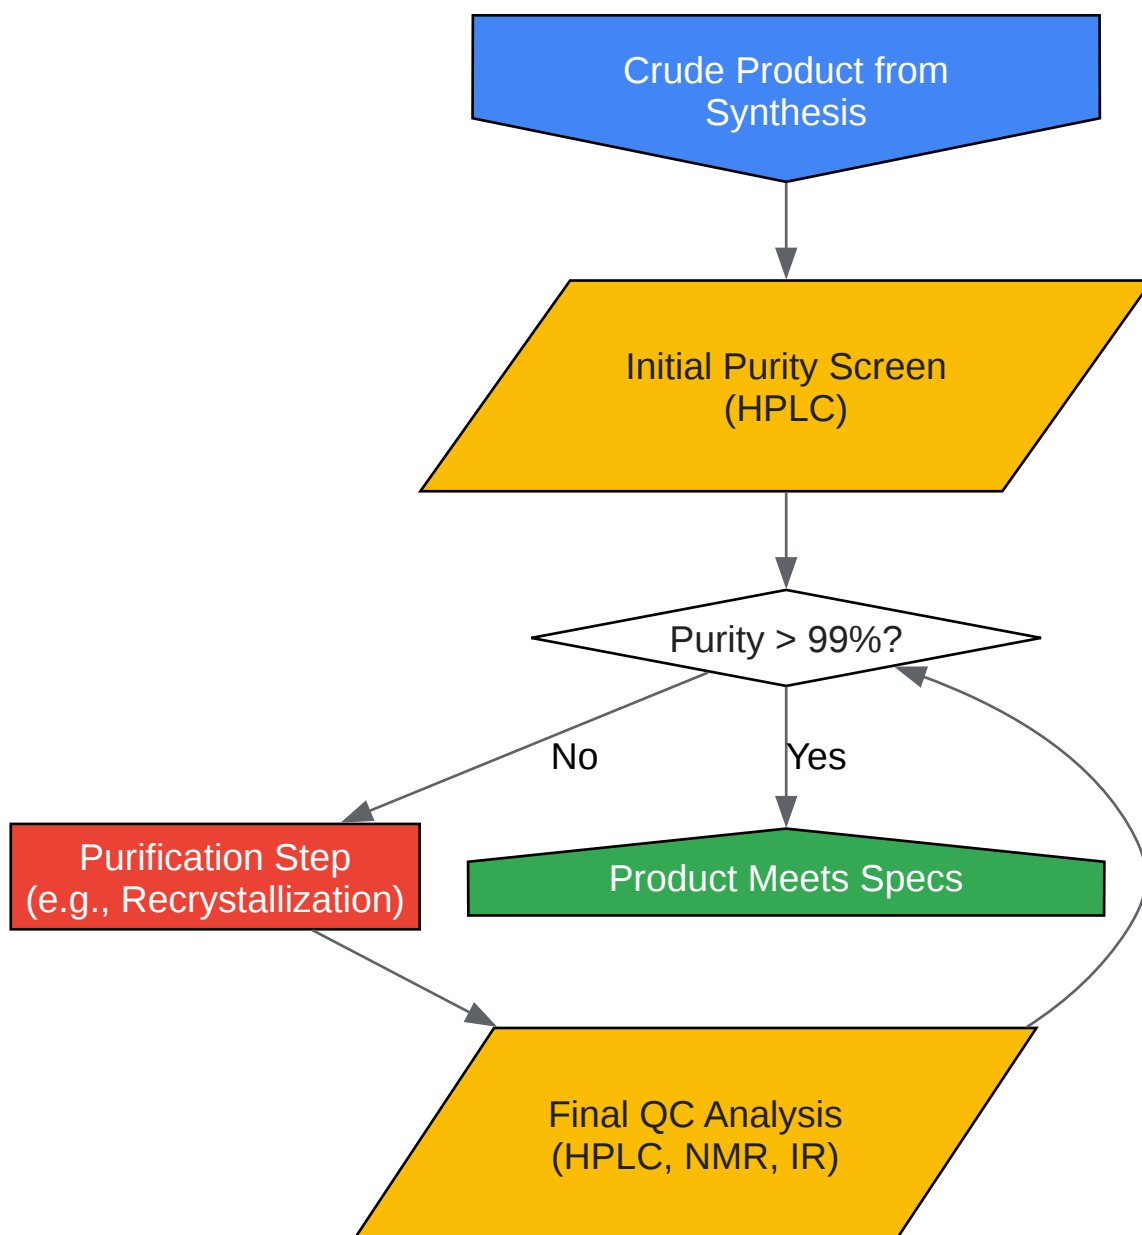 Crude Product from
Synthesis
Initial Purity Screen
(HPLC)
Purity > 99%?
No
Yes
Purification Step
(e.g., Recrystallization)
Product Meets Specs
Final QC Analysis
(HPLC, NMR, IR)